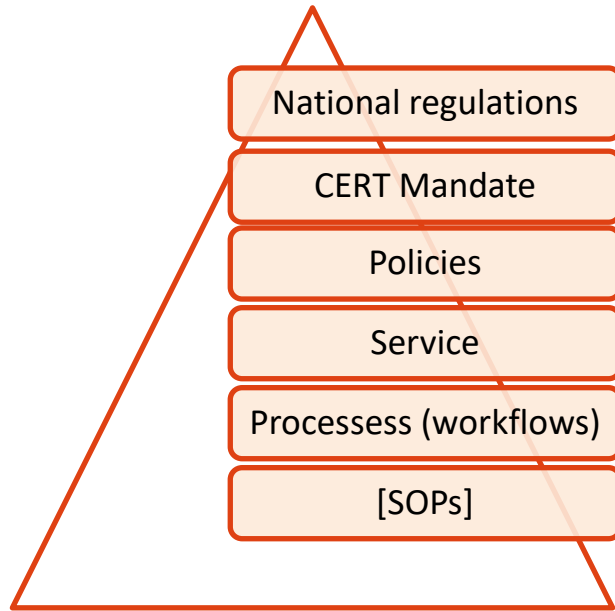 National regulations
CERT Mandate
Policies
Service
Processess (workflows)
[SOPs]